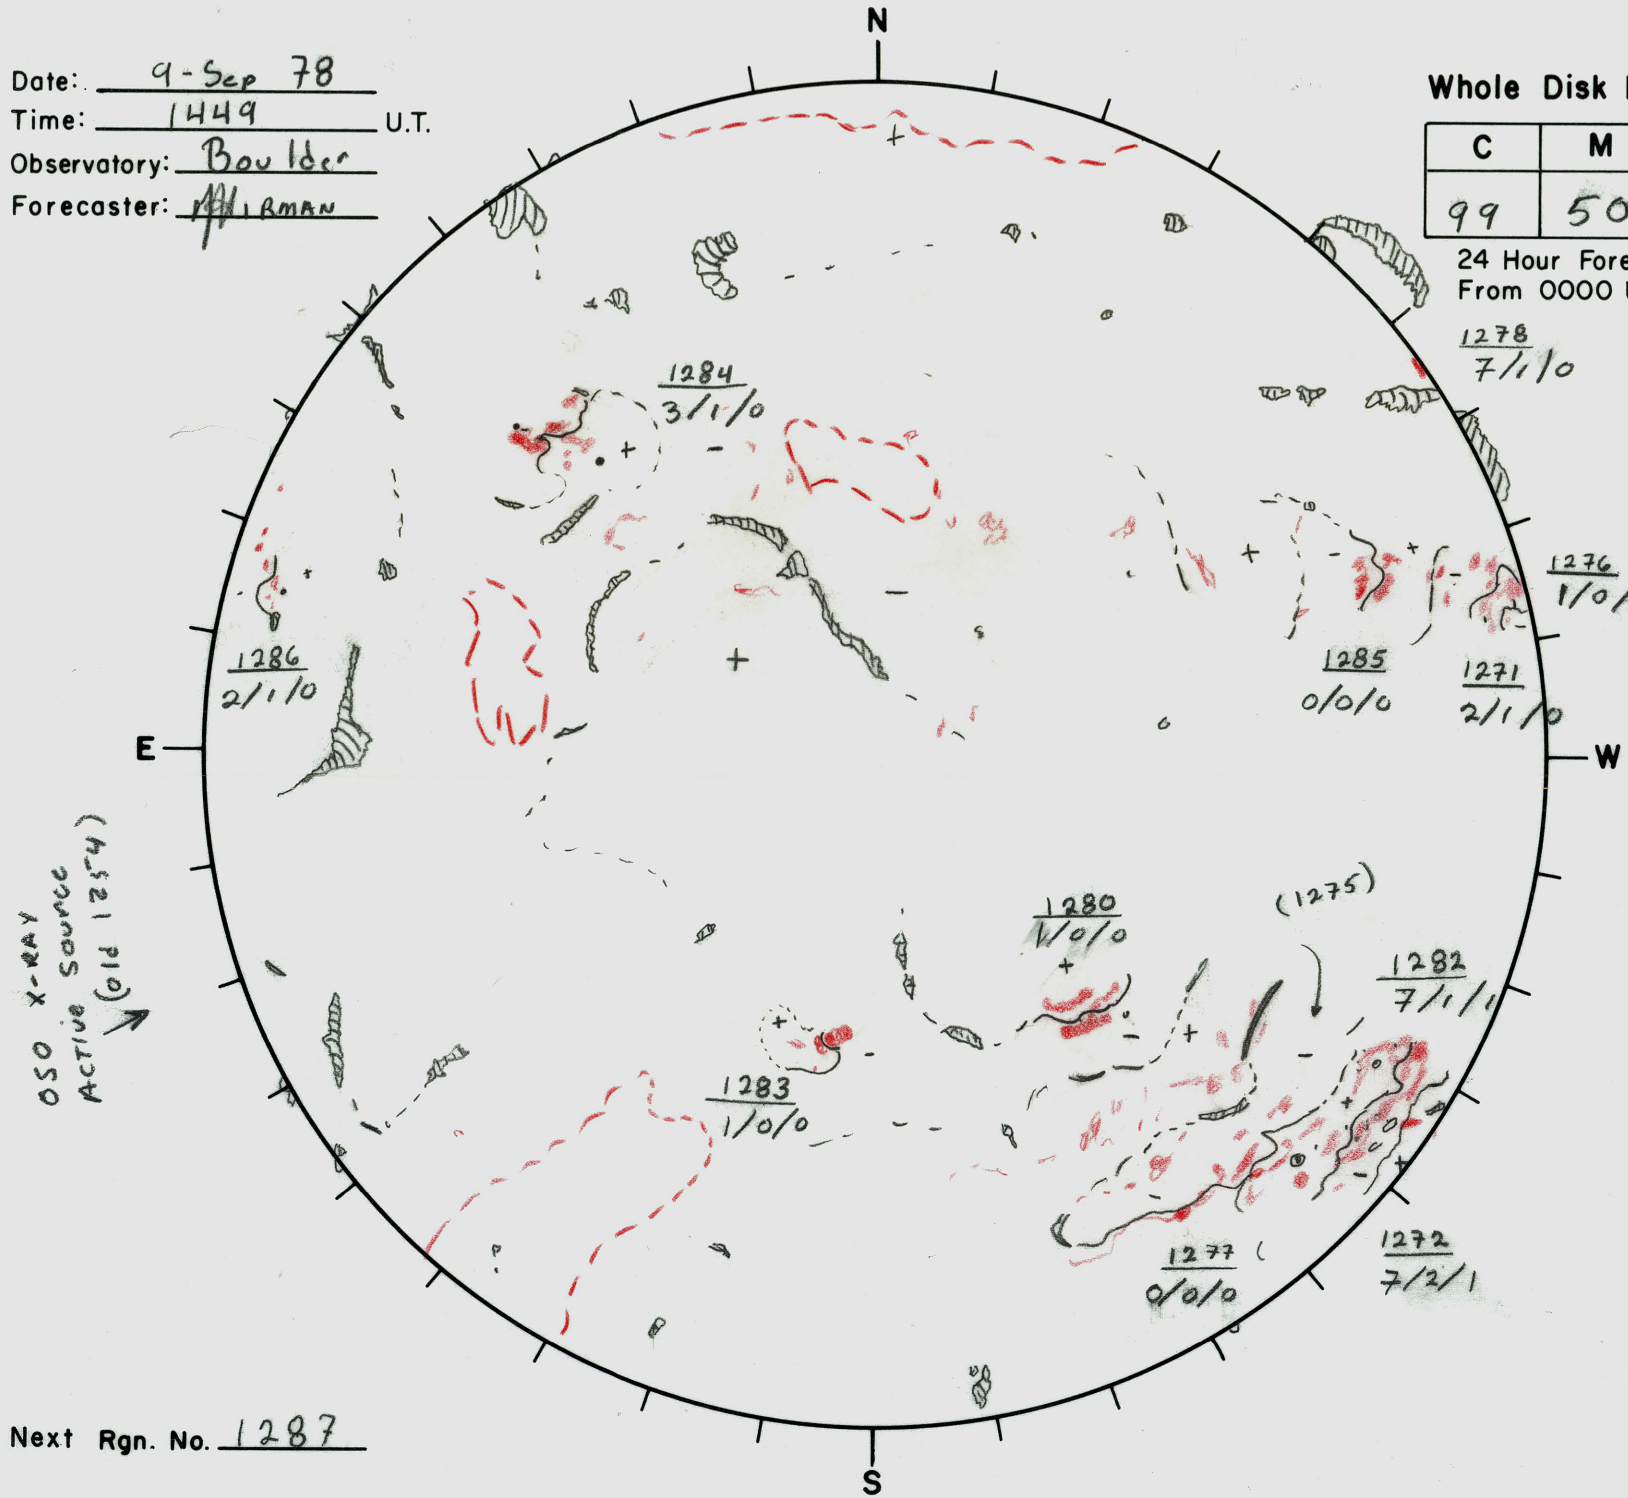 N
Date: 9-Sep 78
Time: 1449 U.T.
Observatory: Boulder
Forecaster:
Whole Disk
C M
99 50
24 Hour Fore
From 0000
1278
7/1/0
1284
3/1/0
1276
1/0/
1286
2/1/0
1285
0/0/0
1271
2/1/0
E
W
OSO X-RAY
ACTIVE SOURCE
(old 1254)
(1275)
1280
1/0/0
1282
7/1/1
1283
1/0/0
1277
0/0/0
1272
7/2/1
Next Rgn. No. 1287
S